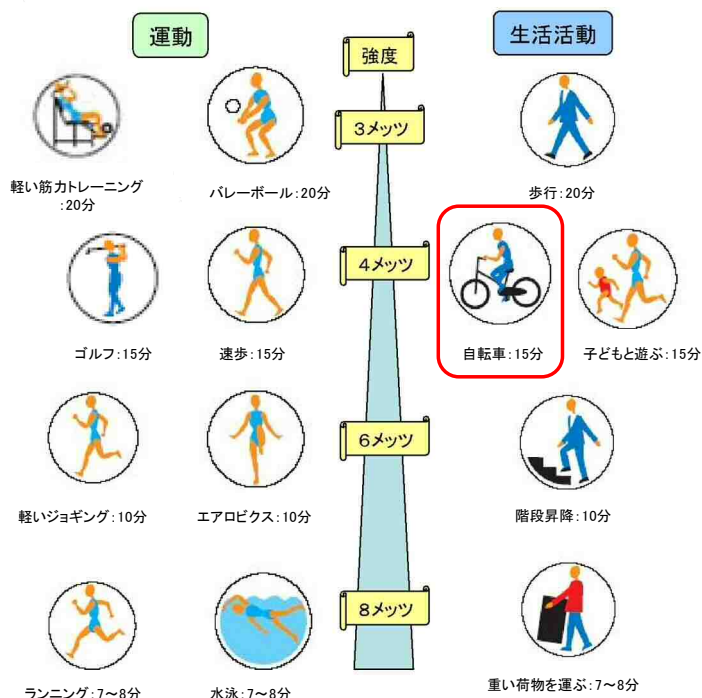 運動
生活活動
強度
3メッツ
軽い筋力トレーニング
:20分
バレーボール:20分
歩行:20分
4メッツ
ゴルフ:15分
速歩:15分
自転車:15分
子どもと遊ぶ:15分
6メッツ
軽いジョギング:10分
エアロビクス:10分
階段昇降:10分
8メッツ
ランニング:7～8分
水泳:7～8分
重い荷物を運ぶ:7～8分